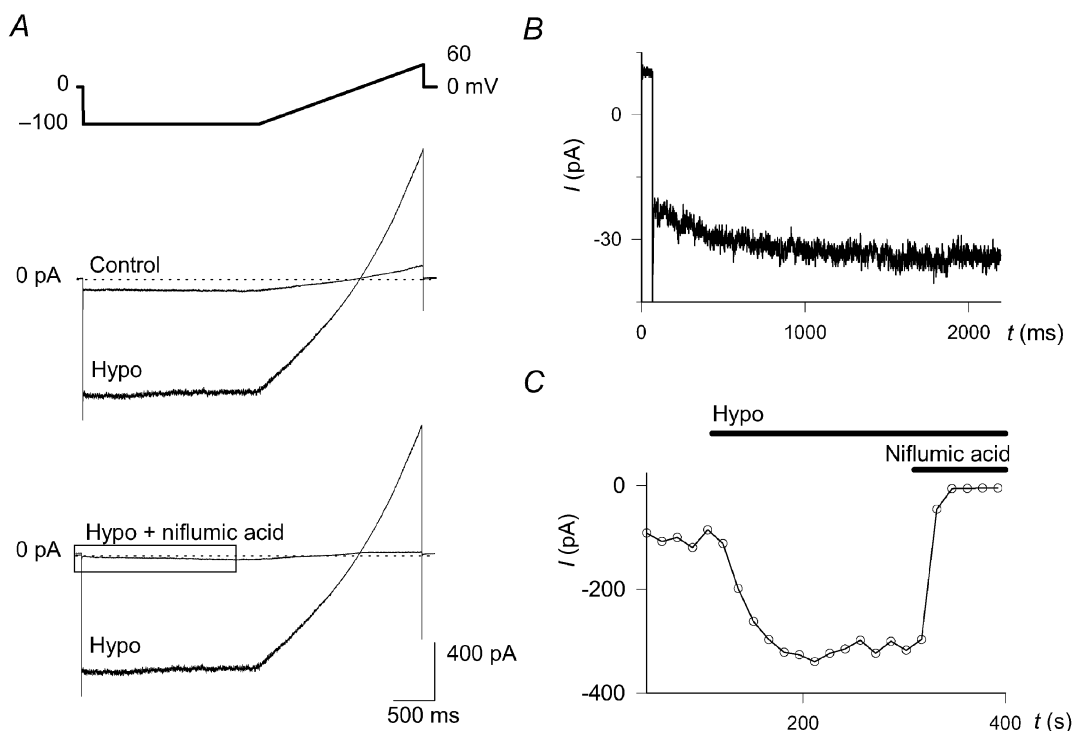 A
60
0
0 mV
–100
0 pA
Control
Hypo
Hypo + niflumic acid
0 pA
Hypo
400 pA
500 ms
B
0
-30
I (pA)
0
1000
2000
t (ms)
C
Hypo
Niflumic acid
0
-200
-400
I (pA)
200
400
t (s)